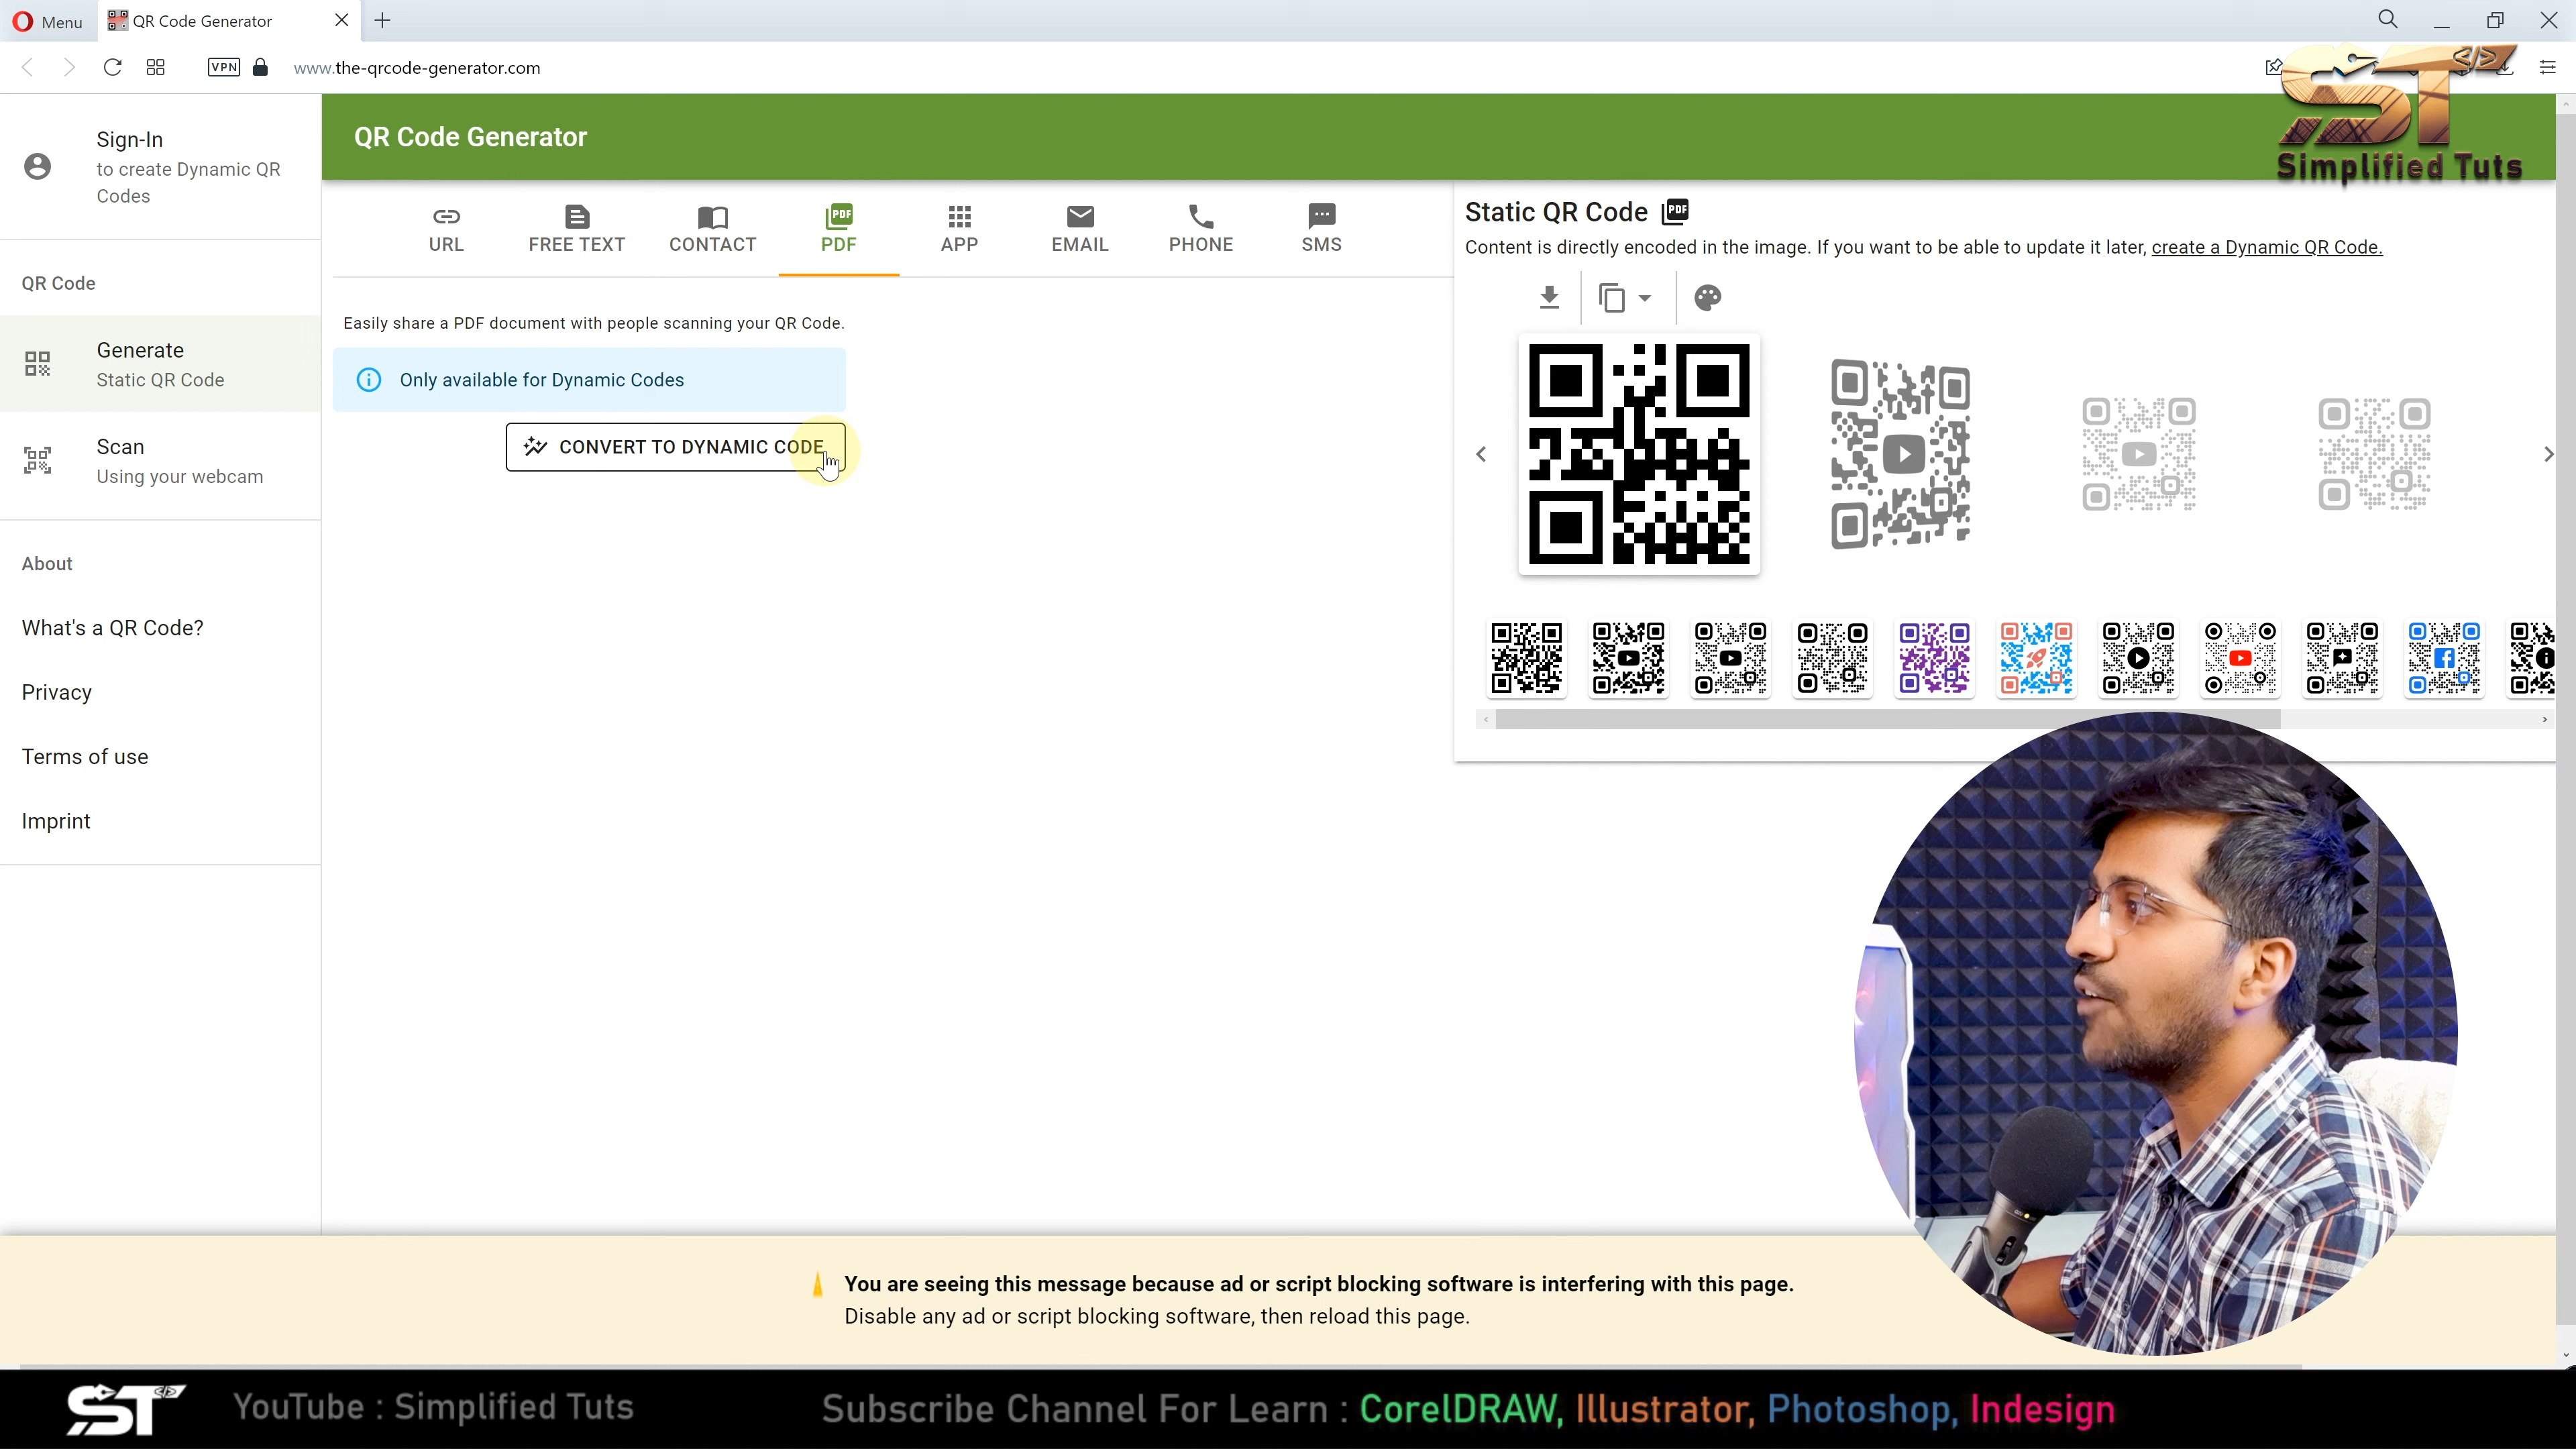 Menu
QR Code Generator
VPN
www.the-qrcode-generator.com
ST
</>
Simplified Tuts
Sign-In
to create Dynamic QR
Codes
QR Code
Generate
Static QR Code
Scan
Using your webcam
About
What's a QR Code?
Privacy
Terms of use
Imprint
QR Code Generator
URL
FREE TEXT
CONTACT
PDF
PDF
APP
EMAIL
PHONE
SMS
Easily share a PDF document with people scanning your QR Code.
Only available for Dynamic Codes
CONVERT TO DYNAMIC CODE
Static QR Code PDF
Content is directly encoded in the image. If you want to be able to update it later, create a Dynamic QR Code.
You are seeing this message because ad or script blocking software is interfering with this page.
Disable any ad or script blocking software, then reload this page.
ST </>
YouTube : Simplified Tuts
Subscribe Channel For Learn : CorelDRAW, Illustrator, Photoshop, Indesign